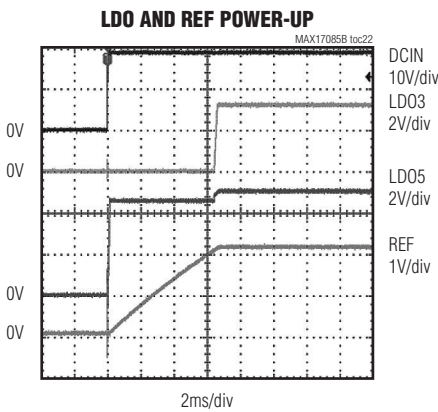 LDO AND REF POWER-UP
MAX17085B toc22
DCIN
10V/div
0V
LDO3
2V/div
0V
LDO5
2V/div
0V
REF
1V/div
0V
2ms/div